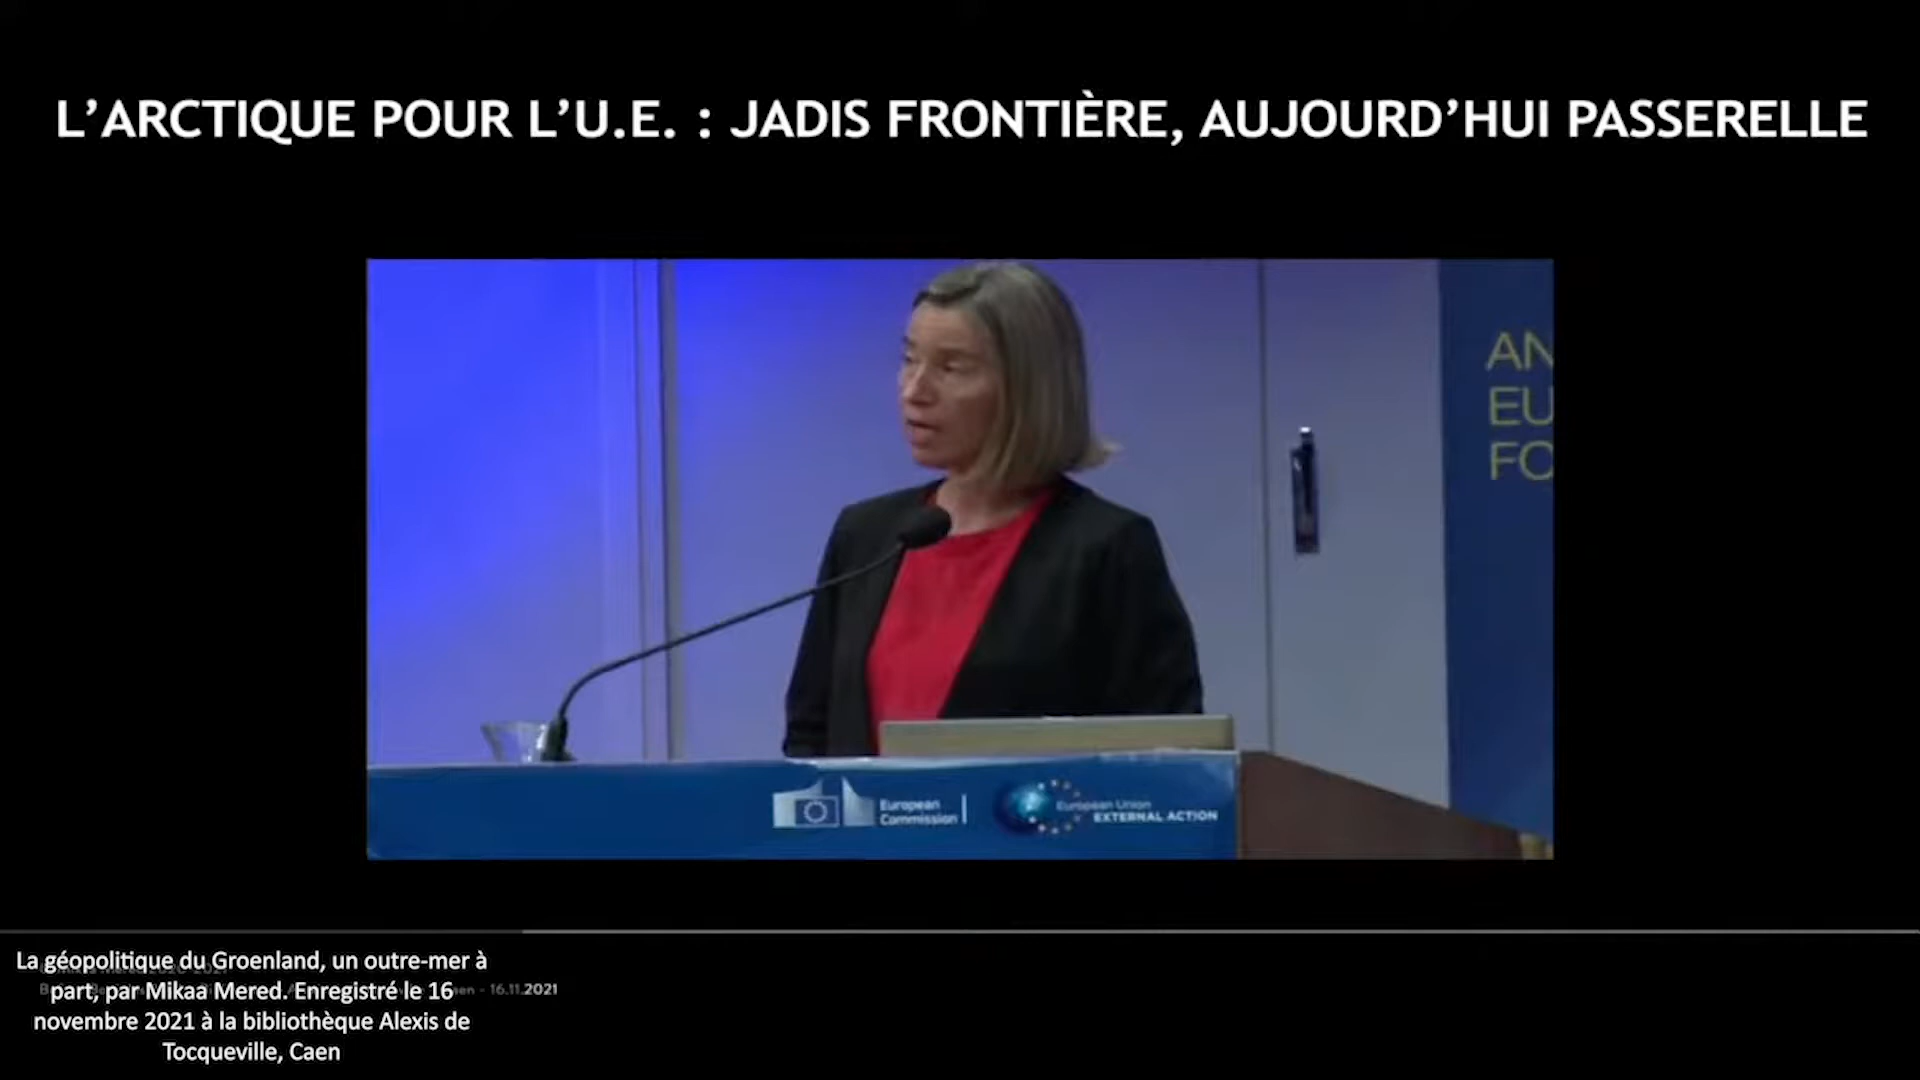 L'ARCTIQUE POUR L'U.E. : JADIS FRONTIÈRE, AUJOURD'HUI PASSERELLE
AN
EU
FO
European
Commission
European Union
EXTERNAL ACTION
La géopolitique du Groenland, un outre-mer à
part, par Mikaa Mered. Enregistré le 16
novembre 2021 à la bibliothèque Alexis de
Tocqueville, Caen
- 16.11.2021